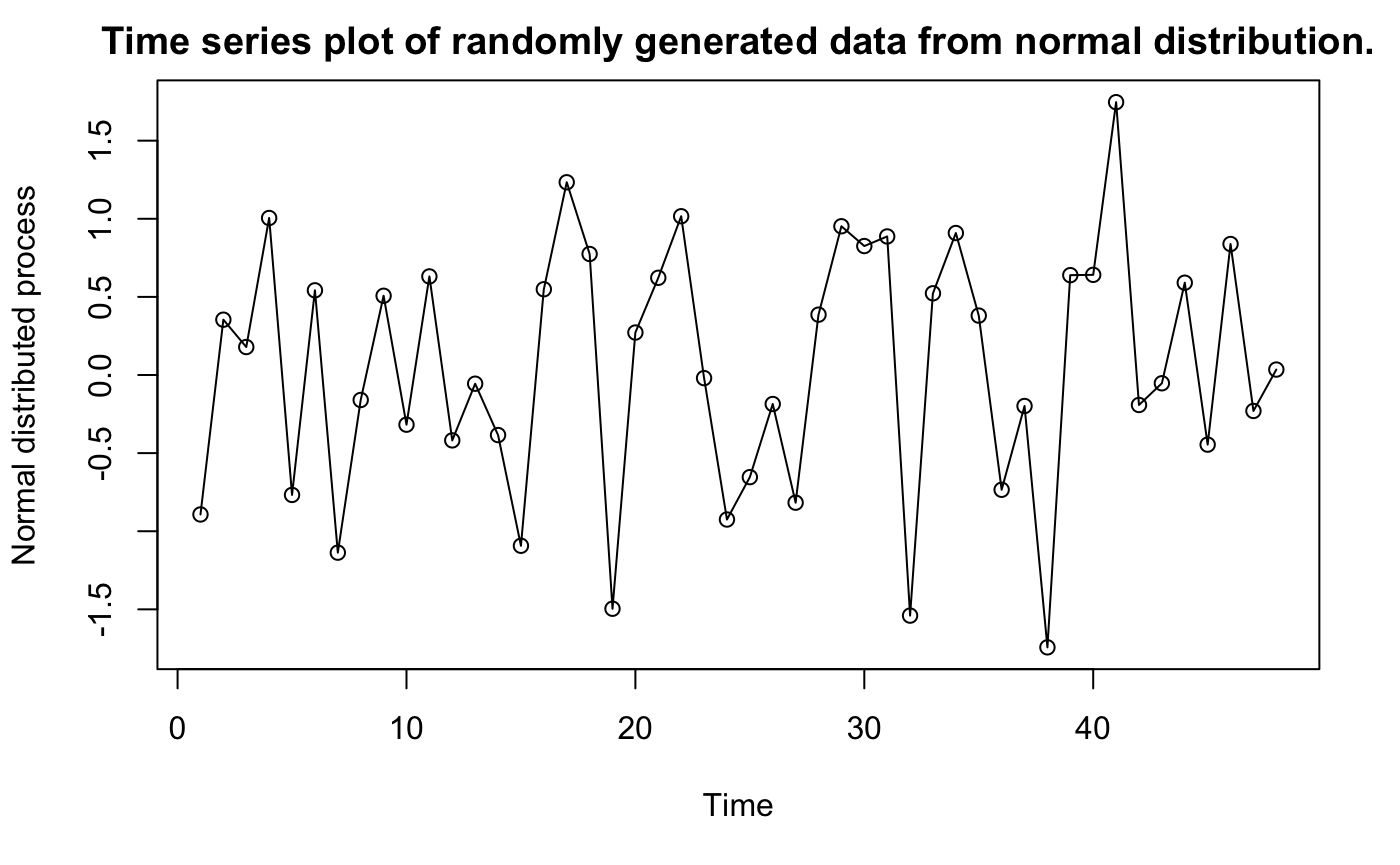 Time series plot of randomly generated data from normal distribution.
Normal distributed process
1.5
1.0
0.5
0.0
-0.5
-1.5
0 10 20 30 40
Time